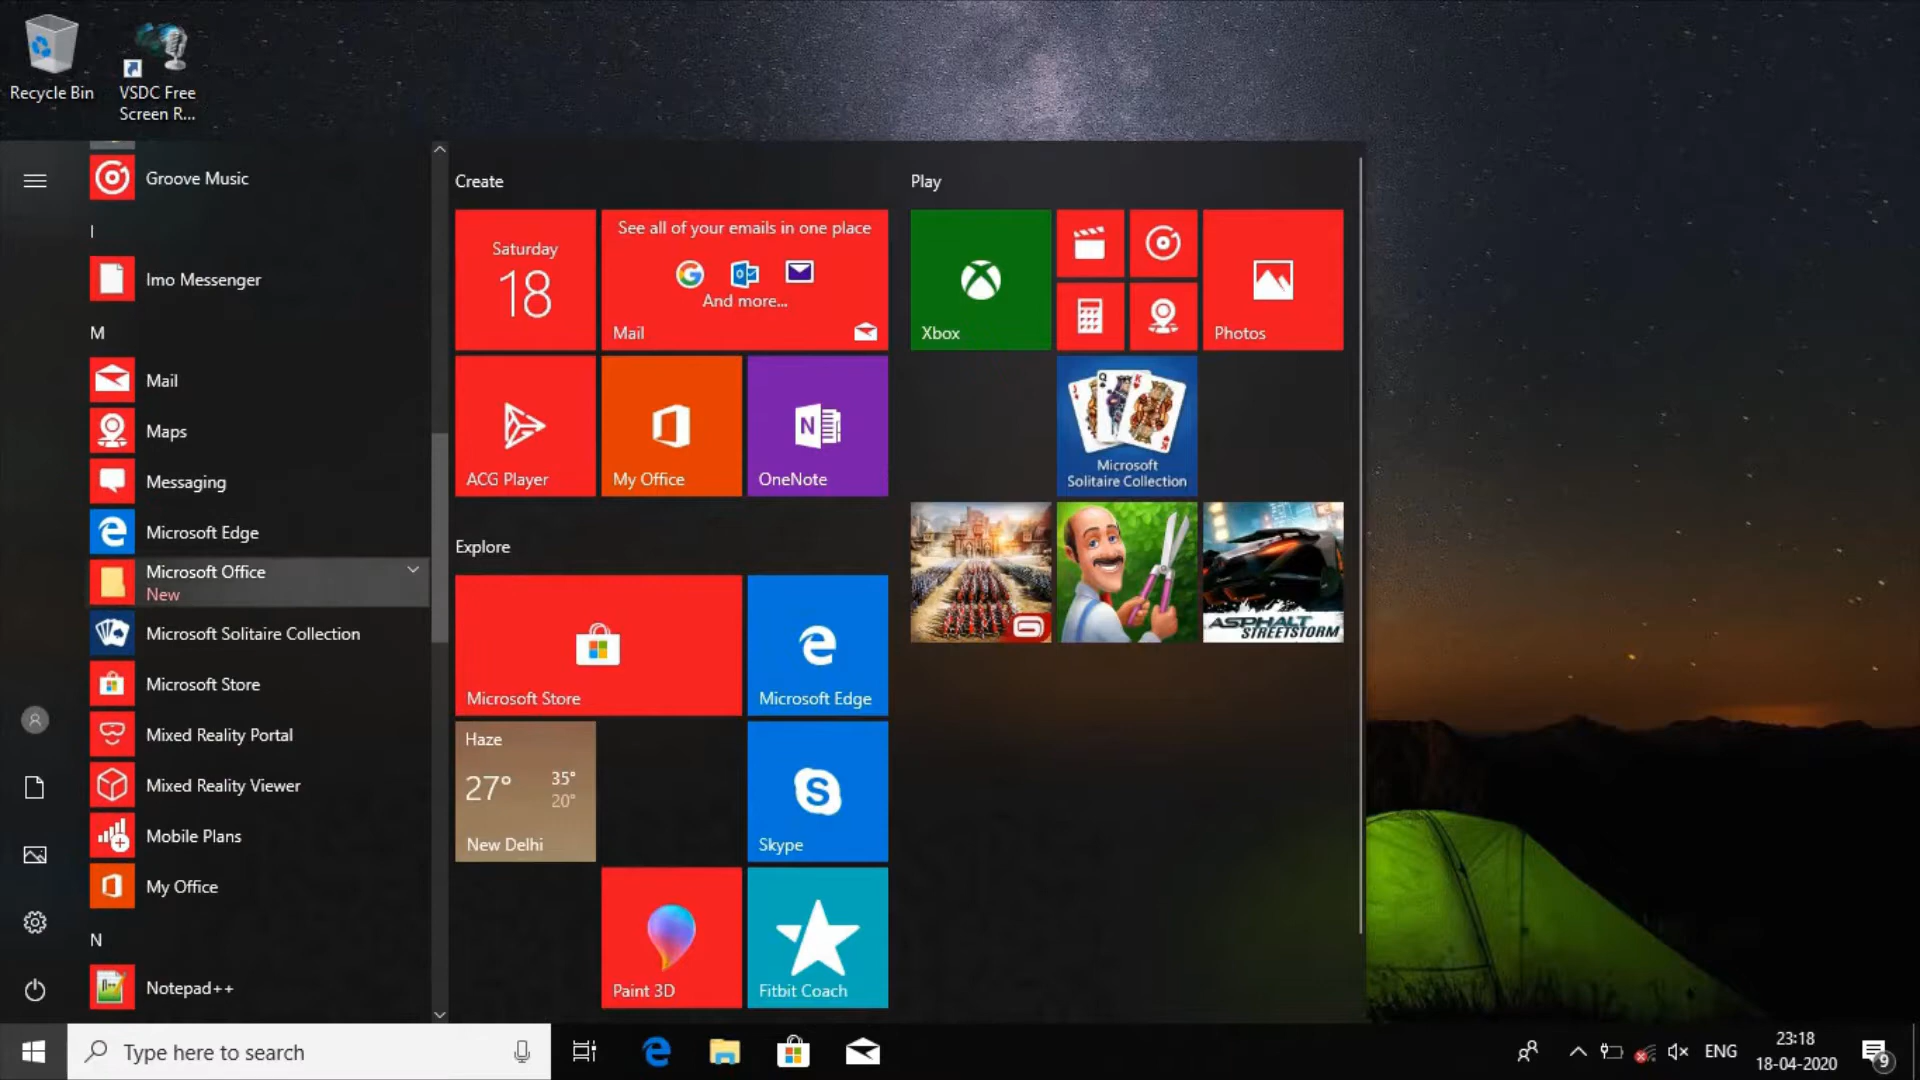 Recycle Bin
VSDC Free
Screen R...
Groove Music
I
Imo Messenger
M
Mail
Maps
Messaging
Microsoft Edge
Microsoft Office
New
Microsoft Solitaire Collection
Microsoft Store
Mixed Reality Portal
Mixed Reality Viewer
Mobile Plans
My Office
N
Notepad++
Create
Saturday
18
See all of your emails in one place
And more...
Mail
ACG Player
My Office
OneNote
Explore
Microsoft Store
Microsoft Edge
Haze
27°
35°
20°
New Delhi
Skype
Paint 3D
Fitbit Coach
Play
Xbox
Photos
Microsoft
Solitaire Collection
ASPHALT
STREETSTORM
Type here to search
ENG
23:18
18-04-2020
9